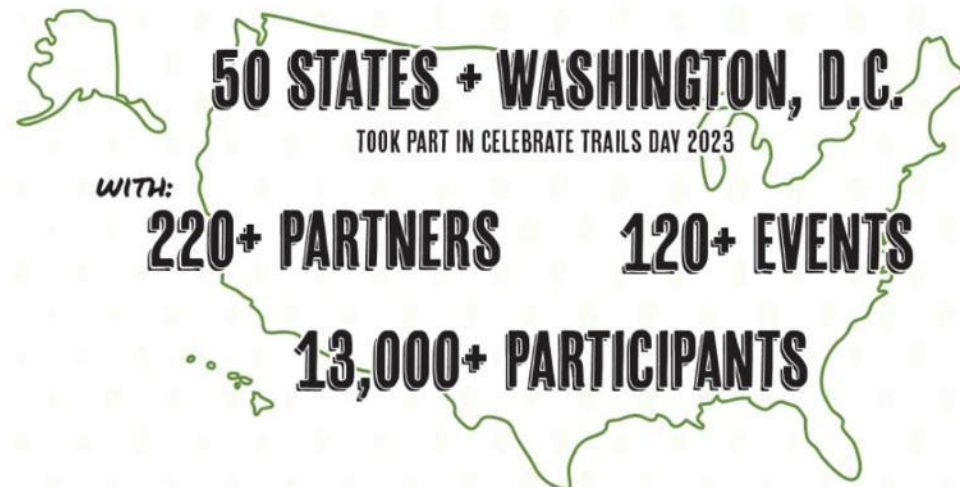 50 STATES + WASHINGTON, D.C.
TOOK PART IN CELEBRATE TRAILS DAY 2023
WITH:
220+ PARTNERS
120+ EVENTS
13,000+ PARTICIPANTS